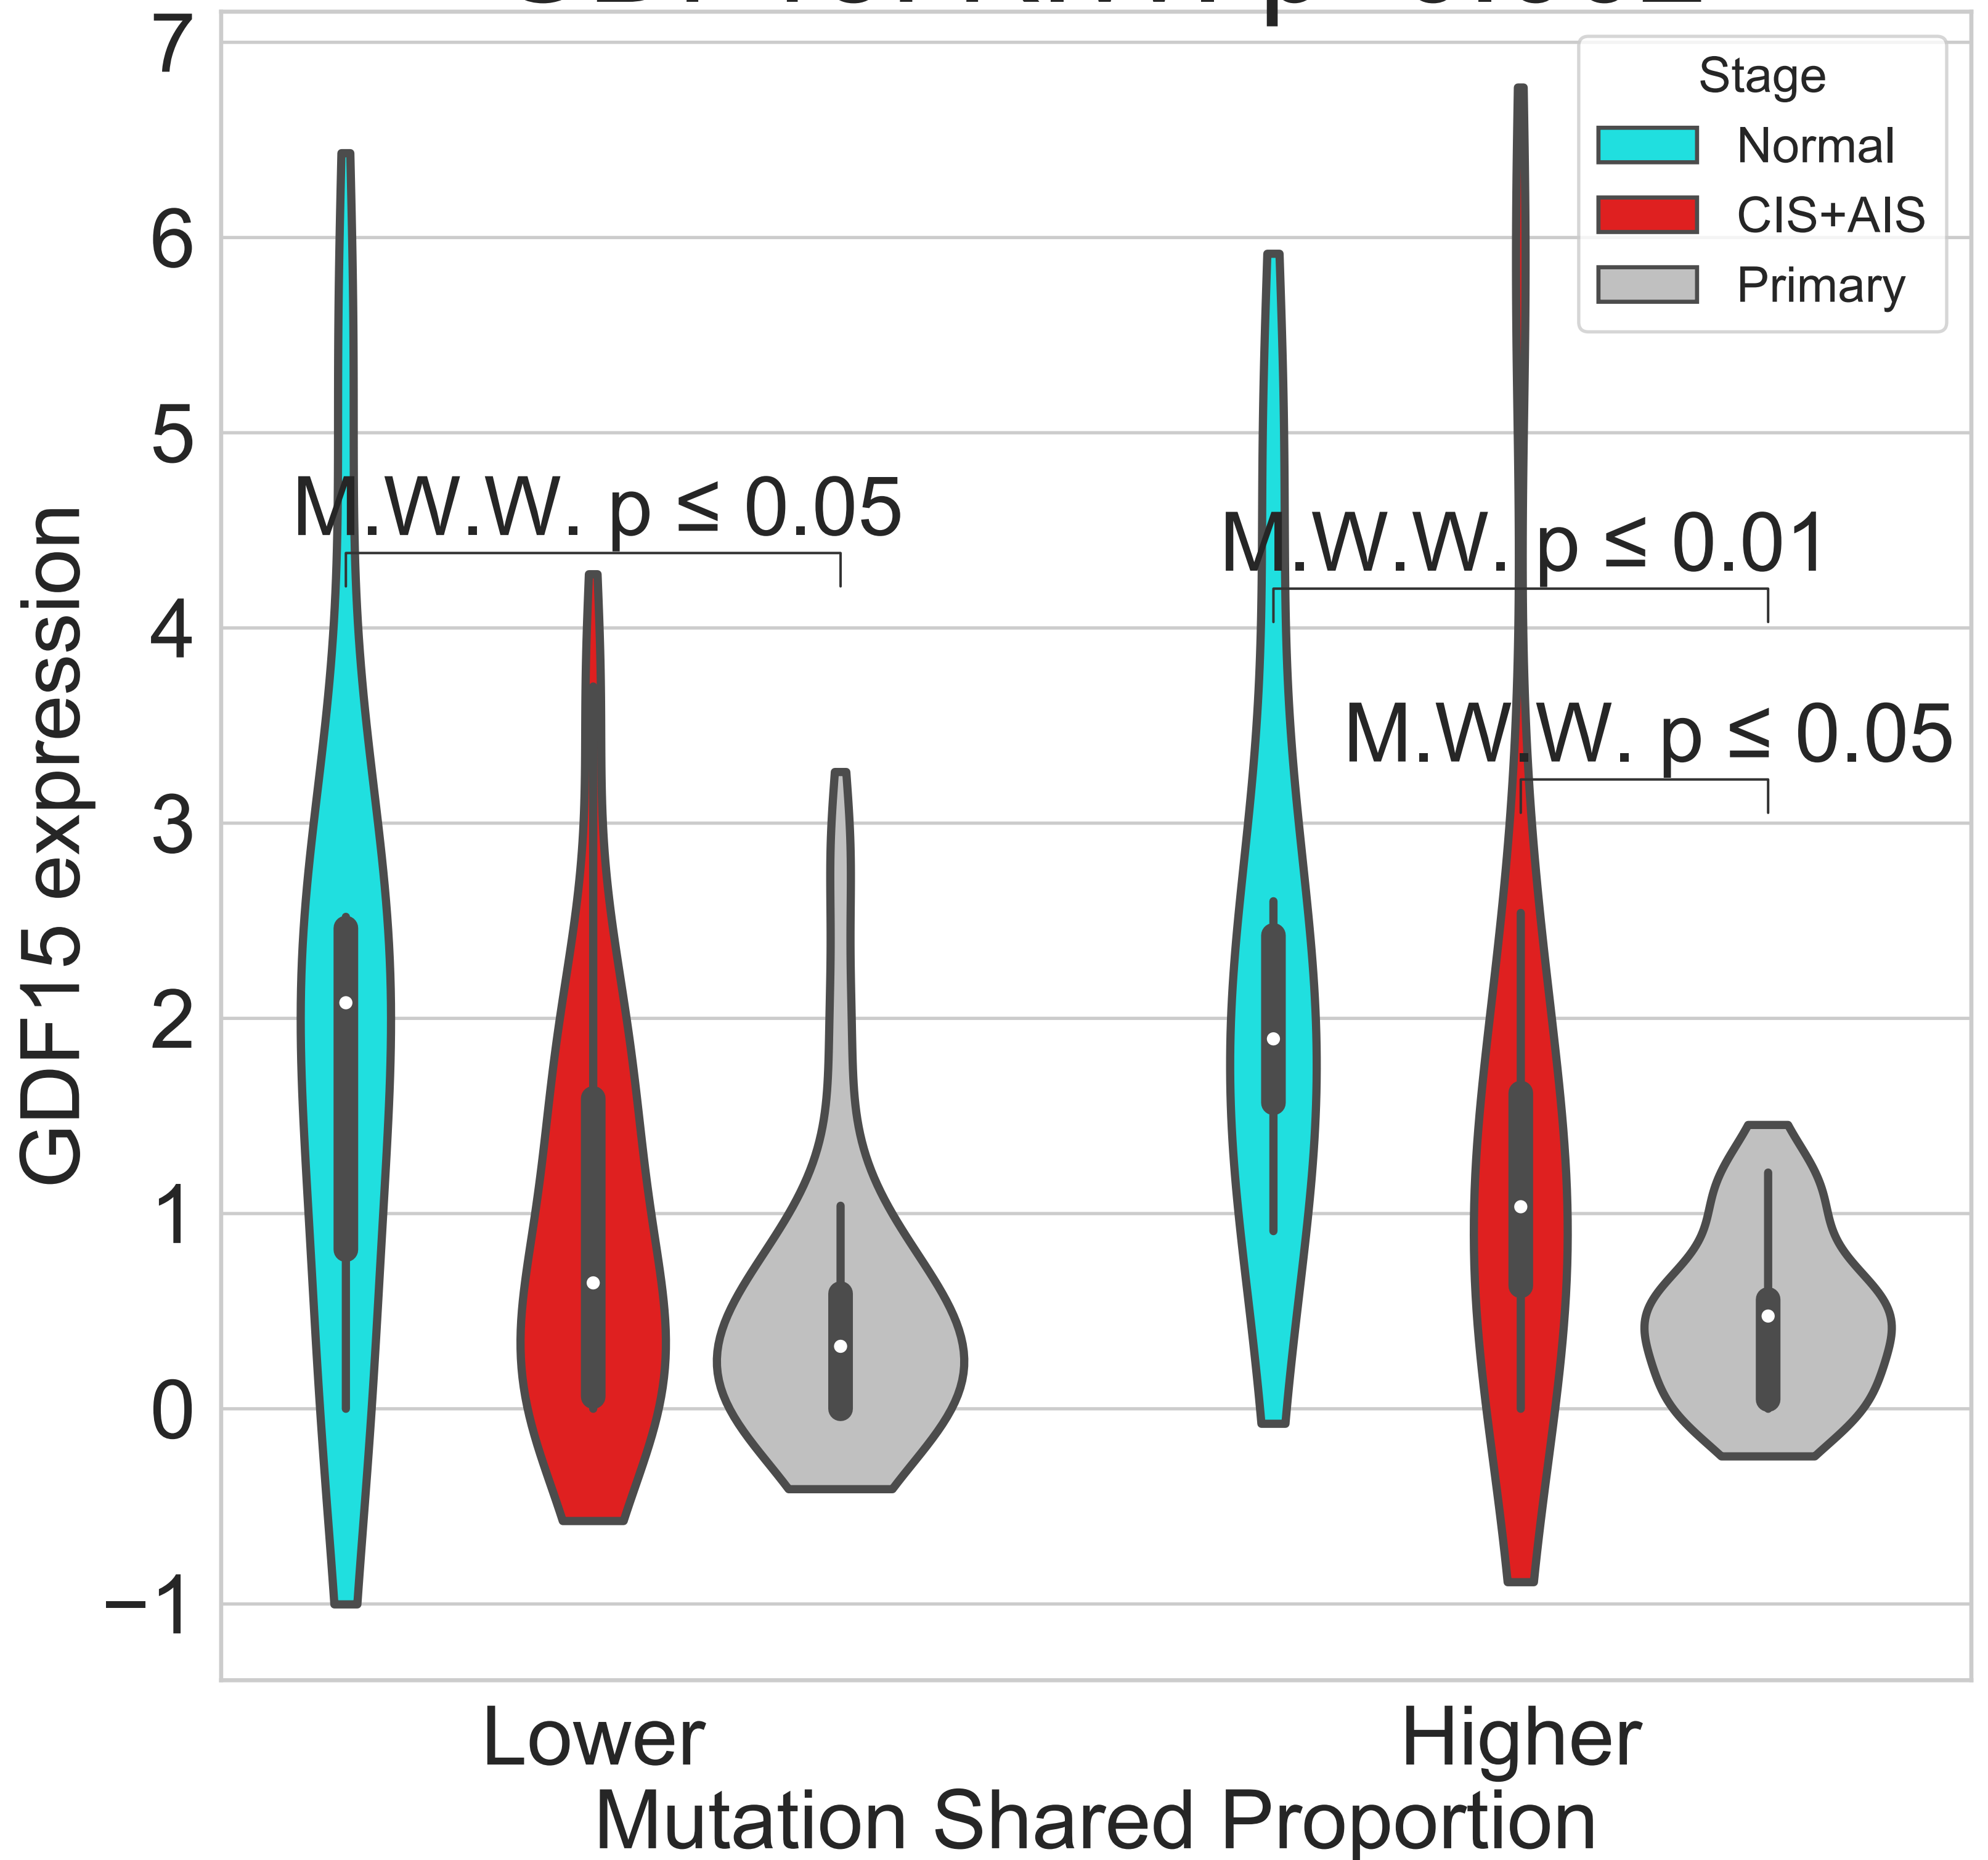 7
6
5
4
3
2
1
0
−1
GDF15 expression
Stage
Normal
CIS+AIS
Primary
M.W.W. p ≤ 0.05
M.W.W. p ≤ 0.01
M.W.W. p ≤ 0.05
Lower
Higher
Mutation Shared Proportion